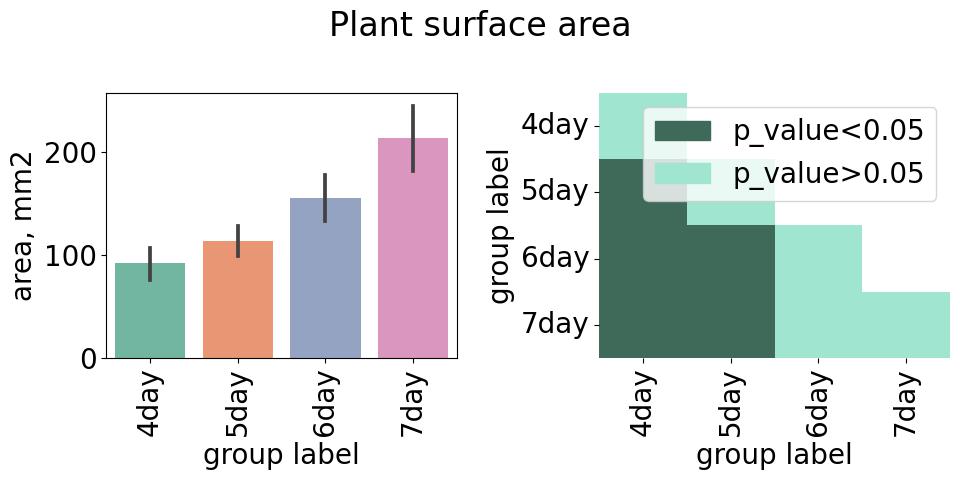 Plant surface area
area, mm2
200
100
0
4day
5day
6day
7day
group label
group label
4day
5day
6day
7day
p_value<0.05
p_value>0.05
4day
5day
6day
7day
group label